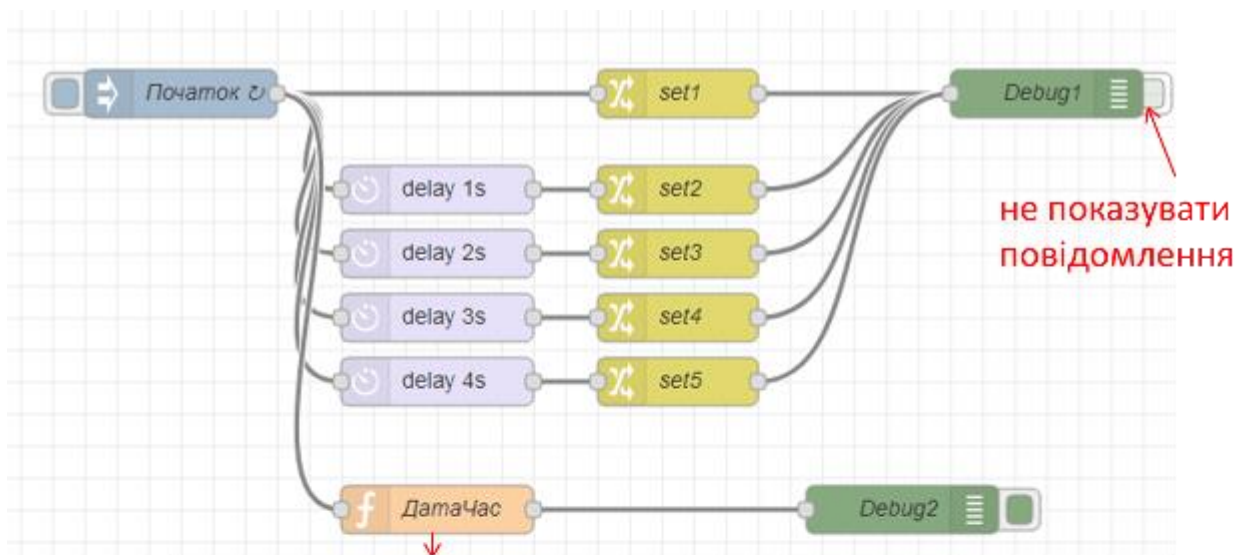 Початок ↻
set1
Debug1
delay 1s
set2
delay 2s
set3
delay 3s
set4
delay 4s
set5
не показувати
повідомлення
ДатаЧас
Debug2